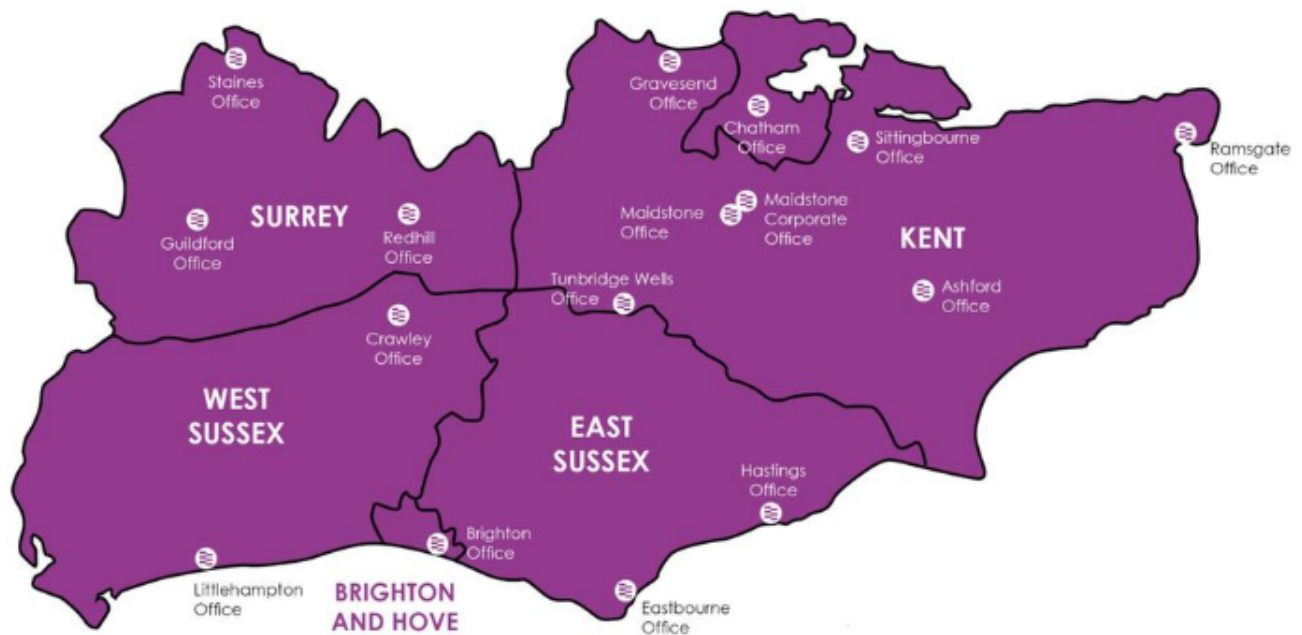 Staines
Office
Gravesend
Office
Chatham
Office
Sittingbourne
Office
Ramsgate
Office
SURREY
Guildford
Office
Redhill
Office
Maidstone
Office
Maidstone
Corporate
Office
KENT
Tunbridge Wells
Office
Ashford
Office
Crawley
Office
WEST
SUSSEX
EAST
SUSSEX
Hastings
Office
Brighton
Office
Littlehampton
Office
BRIGHTON
AND HOVE
Eastbourne
Office